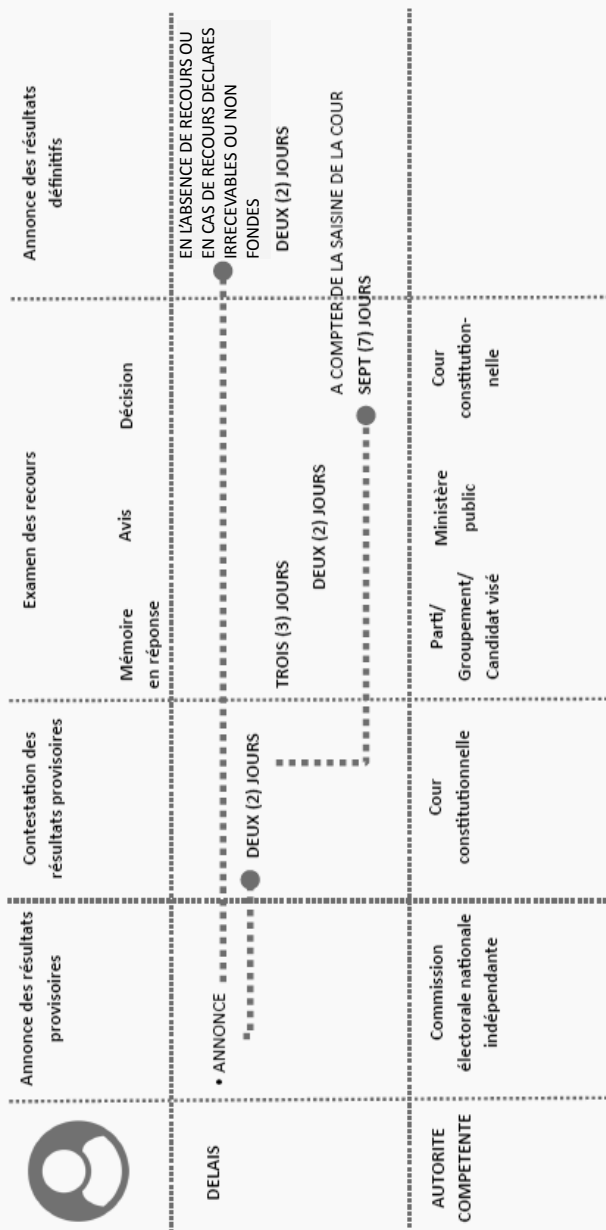 Annonce des résultats
provisoires
Contestation des
résultats provisoires
Examen des recours
Mémoire
en réponse
Avis
Décision
Annonce des résultats
définitifs
DELAIS
• ANNONCE
DEUX (2) JOURS
TROIS (3) JOURS
DEUX (2) JOURS
A COMPTER DE LA SAISINE DE LA COUR
SEPT (7) JOURS
EN L'ABSENCE DE RECOURS OU
EN CAS DE RECOURS DECLARES
IRRECEVABLES OU NON
FONDES
DEUX (2) JOURS
AUTORITE
COMPETENTE
Commission
électorale nationale
indépendante
Cour
constitutionnelle
Parti/
Groupement/
Candidat visé
Ministère
public
Cour
constitution-
nelle